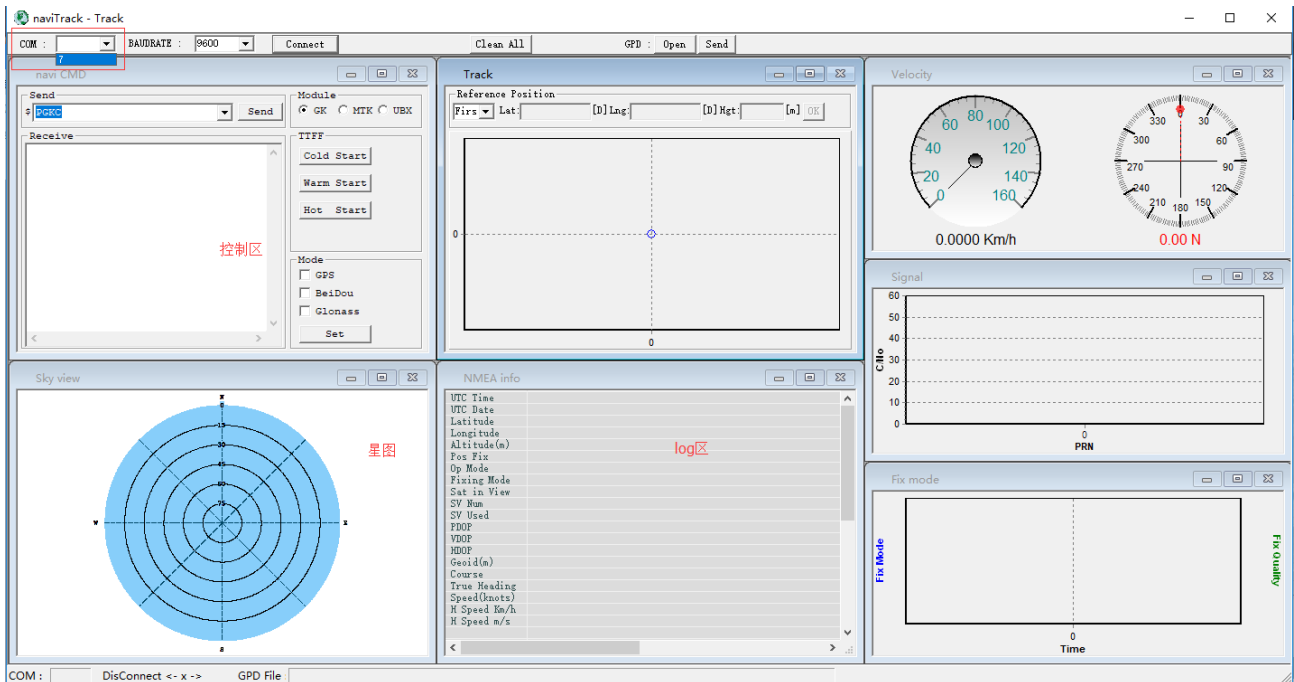 naviTrack - Track
COM : BAUDRATE : 9600 Connect Clean All GPD : Open Send
7
navi CMD
Send
$ PGKC Send
Module
GK MTK UBX
Receive
控制区
TTFF
Cold Start
Warm Start
Hot Start
Mode
GPS
BeiDou
Glonass
Set
Track
Reference Position
Firs Lat: [D] Lng: [D] Hgt: [m] OK
0
0
Velocity
0 20 40 60 80 100 120 140 160
0.0000 Km/h
0 30 60 90 120 150 180 210 240 270 300 330
0.00 N
Signal
60
50
40
30
20
10
0
C/No
0
PRN
Sky view
0
15
30
45
60
75
W
E
S
星图
NMEA info
UTC Time
UTC Date
Latitude
Longitude
Altitude(m)
Pos Fix
Op Mode
Fixing Mode
Sat in View
SV Num
SV Used
PDOP
VDOP
HDOP
Geoid(m)
Course
True Heading
Speed(knots)
H Speed Km/h
H Speed m/s
log区
Fix mode
Fix Mode
Fix Quality
0
Time
COM : DisConnect <- x -> GPD File